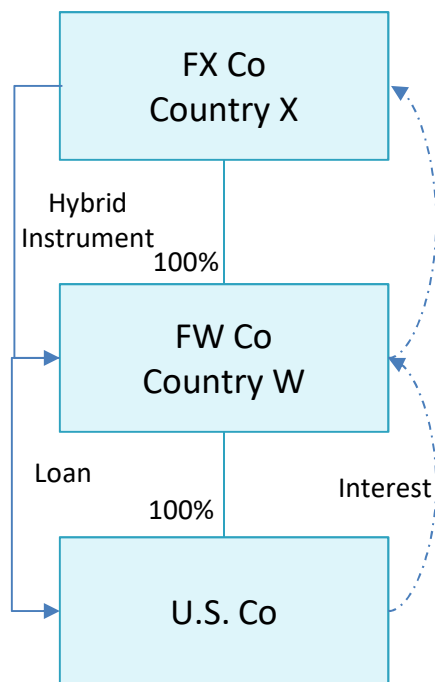 FX Co
Country X
Hybrid
Instrument
100%
FW Co
Country W
Loan
100%
Interest
U.S. Co